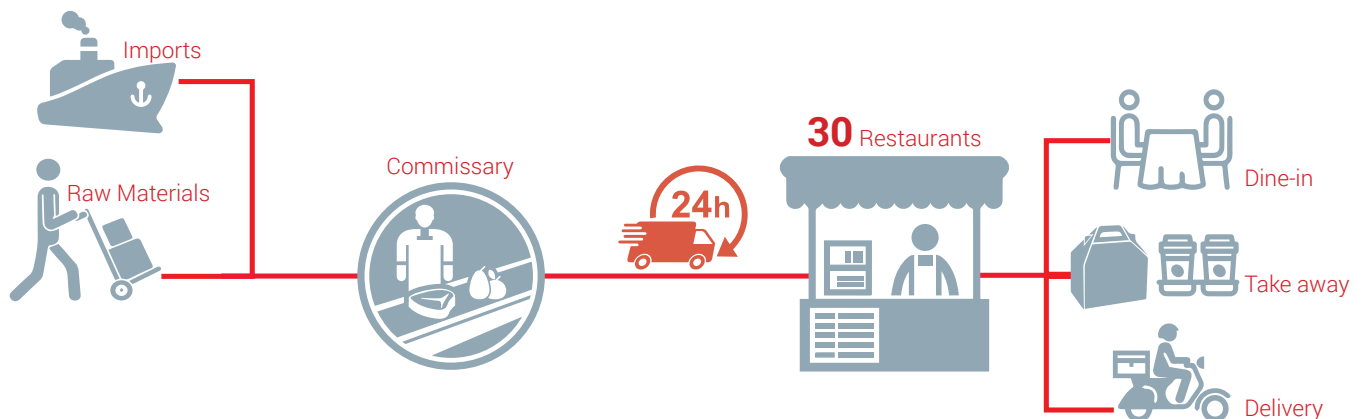 Imports
Raw Materials
Commissary
24h
30 Restaurants
Dine-in
Take away
Delivery